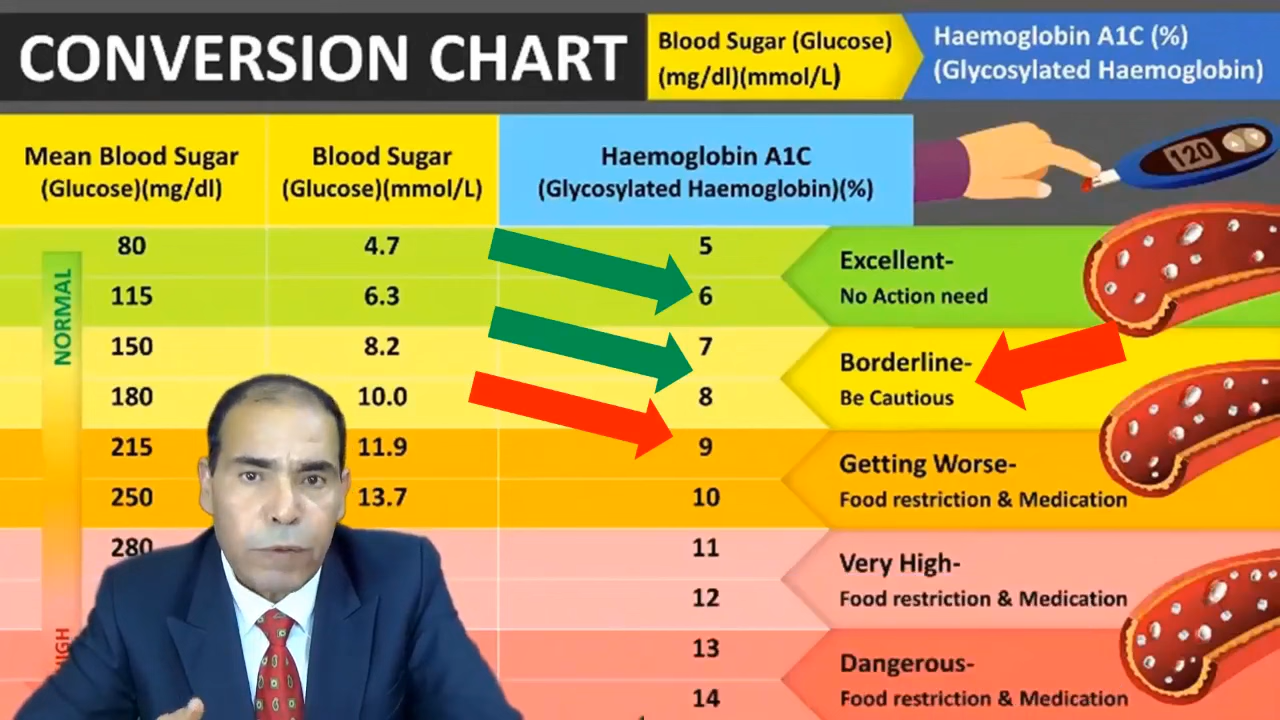 CONVERSION CHART
Blood Sugar (Glucose)
(mg/dl)(mmol/L)
Haemoglobin A1C (%)
(Glycosylated Haemoglobin)
Mean Blood Sugar
(Glucose)(mg/dl)
Blood Sugar
(Glucose)(mmol/L)
Haemoglobin A1C
(Glycosylated Haemoglobin)(%)
120
NORMAL
80 4.7 5
115 6.3 6
Excellent-
No Action need
150 8.2 7
180 10.0 8
Borderline-
Be Cautious
215 11.9 9
250 13.7 10
Getting Worse-
Food restriction & Medication
280 11
12
Very High-
Food restriction & Medication
HIGH
13
14
Dangerous-
Food restriction & Medication